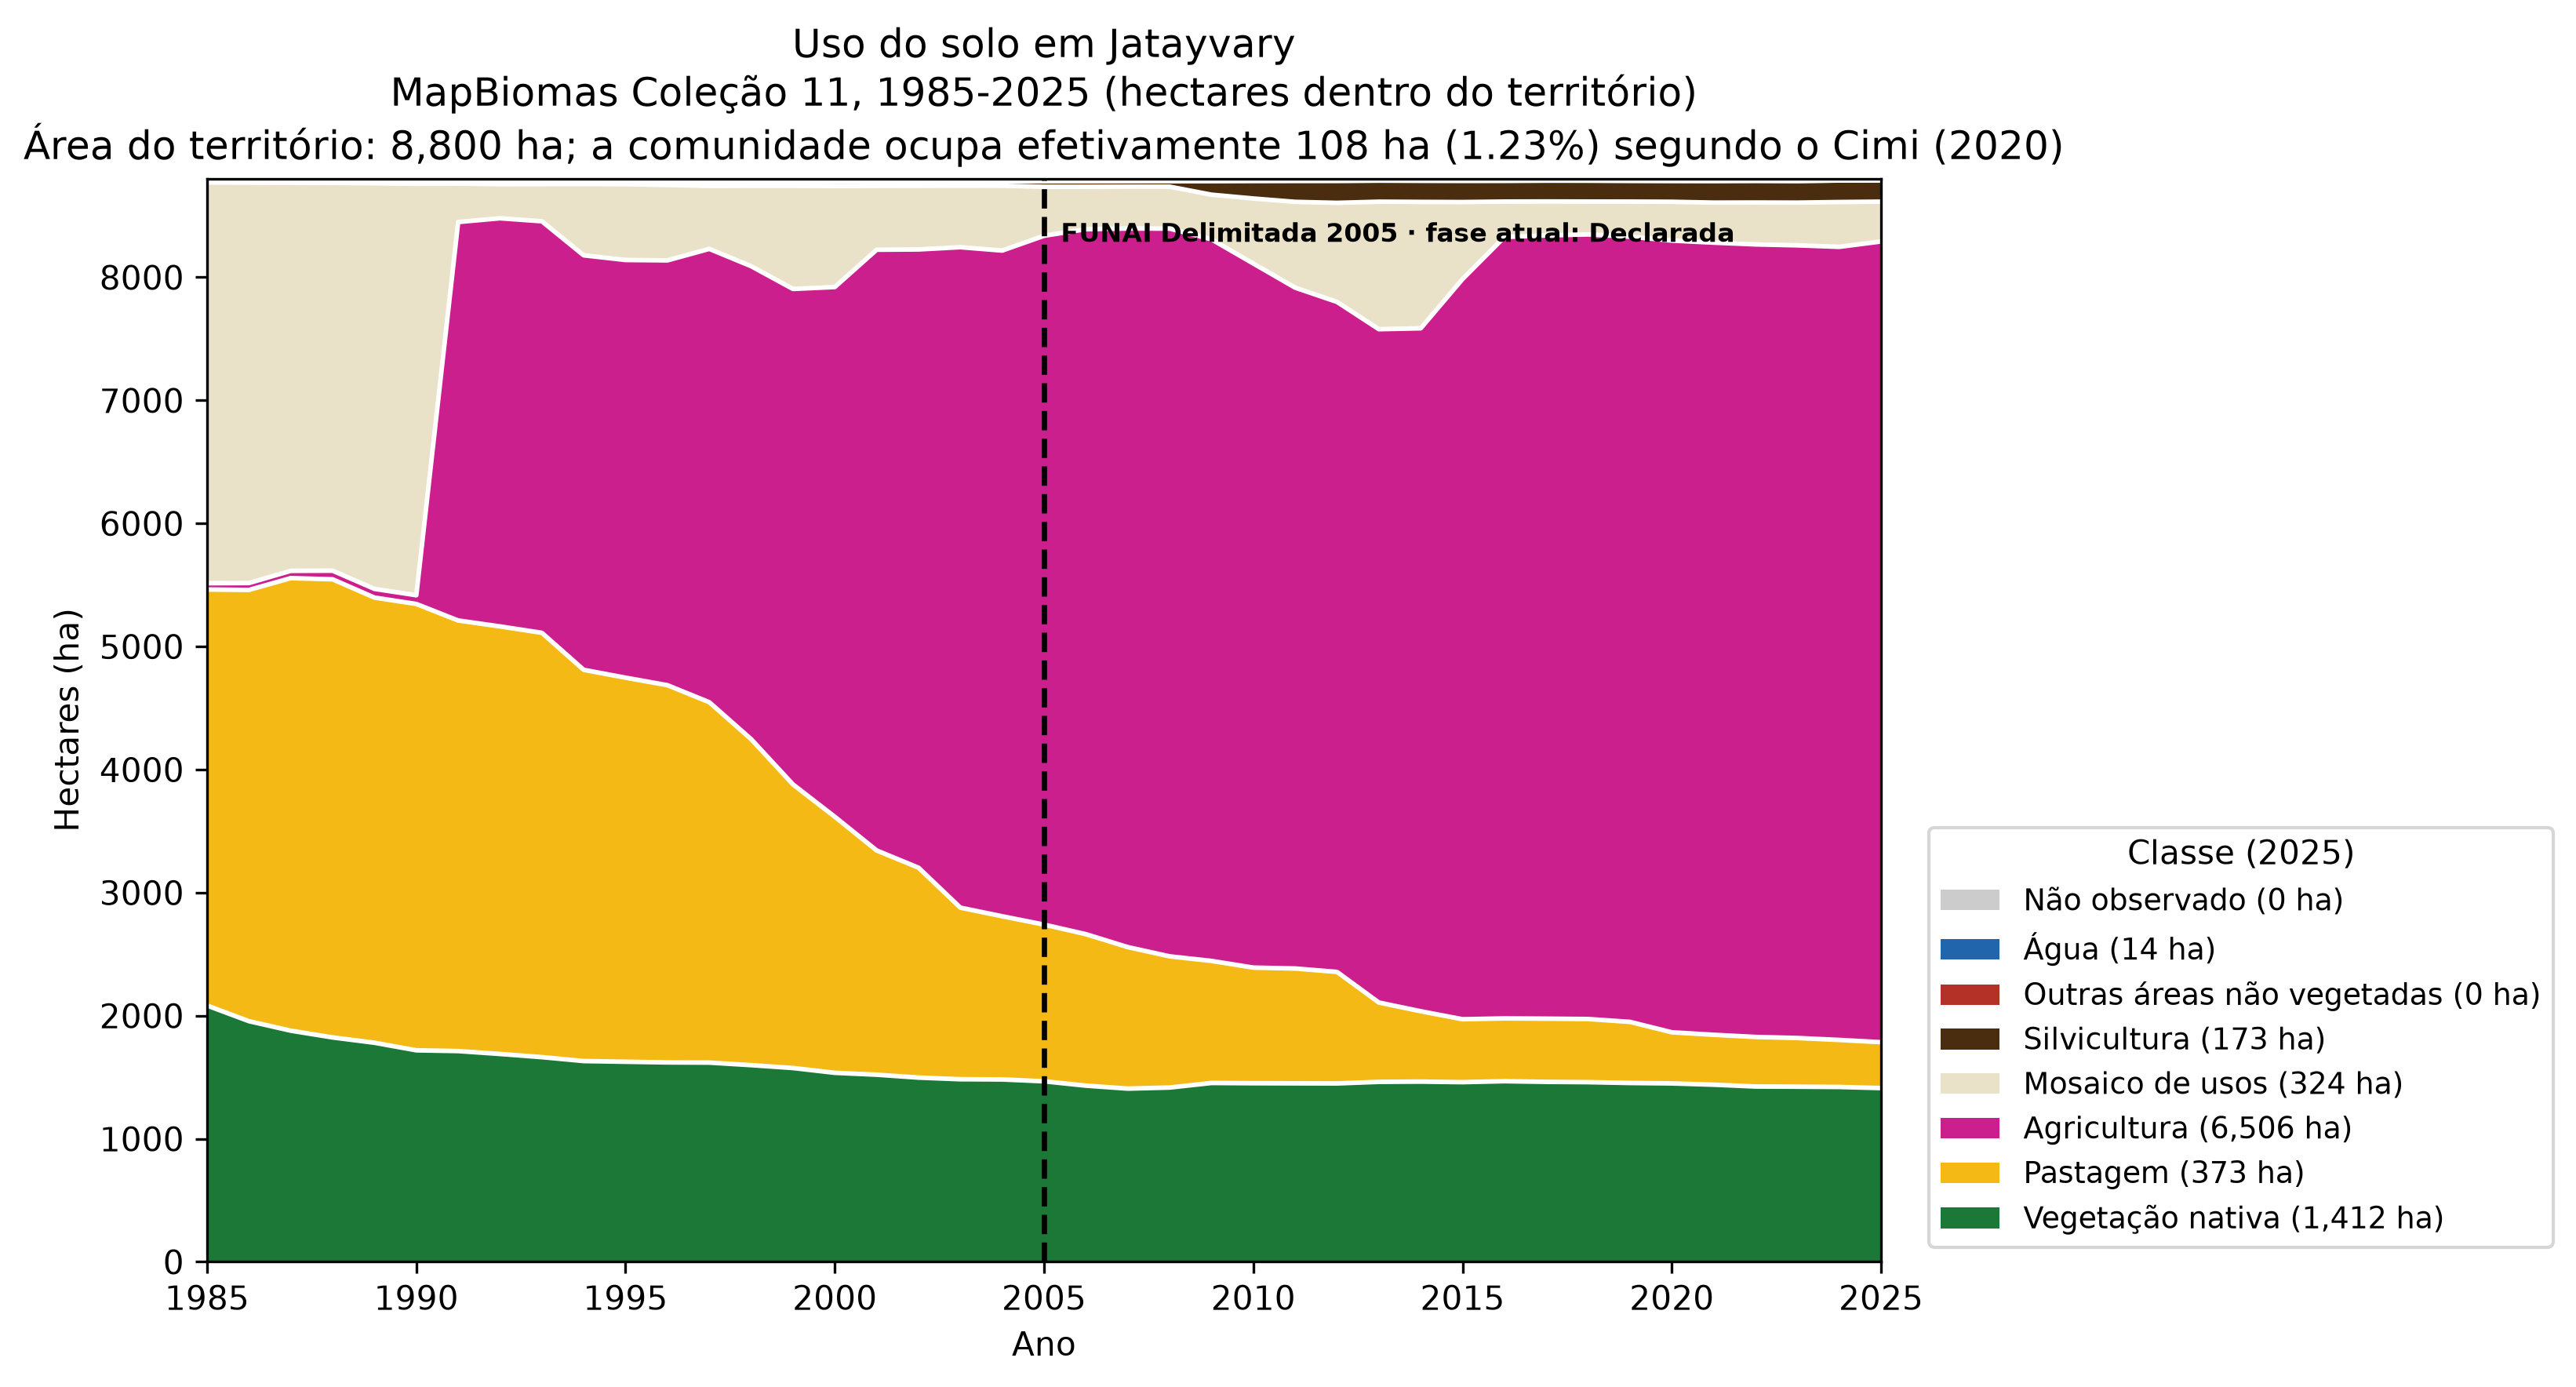 Uso do solo em Jatayvary
MapBiomas Coleção 11, 1985-2025 (hectares dentro do território)
Área do território: 8,800 ha; a comunidade ocupa efetivamente 108 ha (1.23%) segundo o Cimi (2020)
FUNAI Delimitada 2005 · fase atual: Declarada
8000
7000
6000
5000
4000
3000
2000
1000
0
Hectares (ha)
1985 1990 1995 2000 2005 2010 2015 2020 2025
Ano
Classe (2025)
Não observado (0 ha)
Água (14 ha)
Outras áreas não vegetadas (0 ha)
Silvicultura (173 ha)
Mosaico de usos (324 ha)
Agricultura (6,506 ha)
Pastagem (373 ha)
Vegetação nativa (1,412 ha)